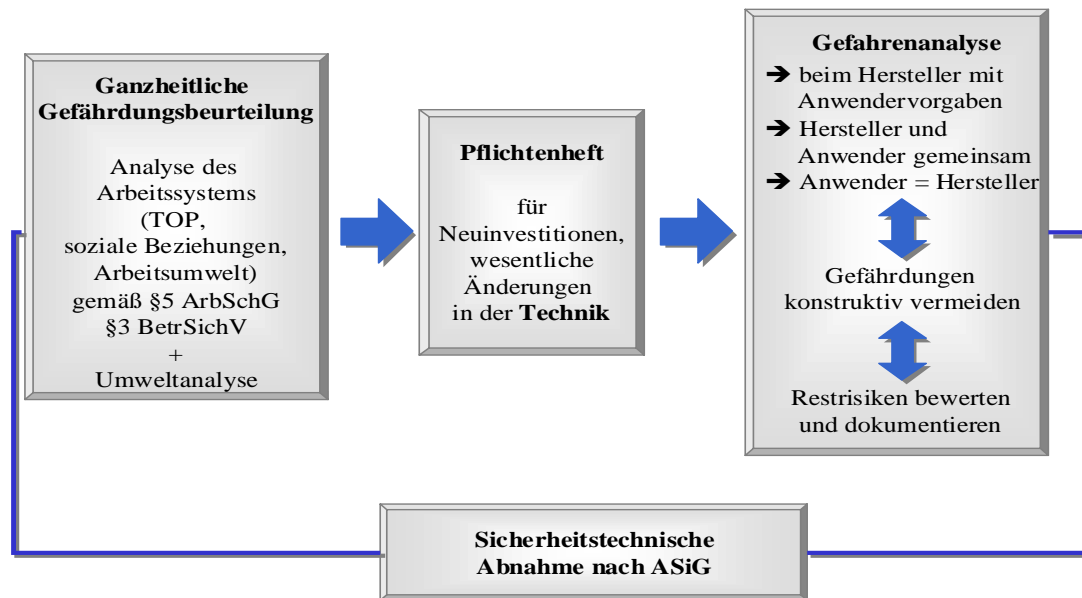 Ganzheitliche
Gefährdungsbeurteilung
Analyse des
Arbeitssystems
(TOP,
soziale Beziehungen,
Arbeitsumwelt)
gemäß §5 ArbSchG
§3 BetrSichV
+
Umweltanalyse
Pflichtenheft
für
Neuinvestitionen,
wesentliche
Änderungen
in der Technik
Gefahrenanalyse
➔ beim Hersteller mit
Anwendervorgaben
➔ Hersteller und
Anwender gemeinsam
➔ Anwender = Hersteller
Gefährdungen
konstruktiv vermeiden
Restrisiken bewerten
und dokumentieren
Sicherheitstechnische
Abnahme nach ASiG